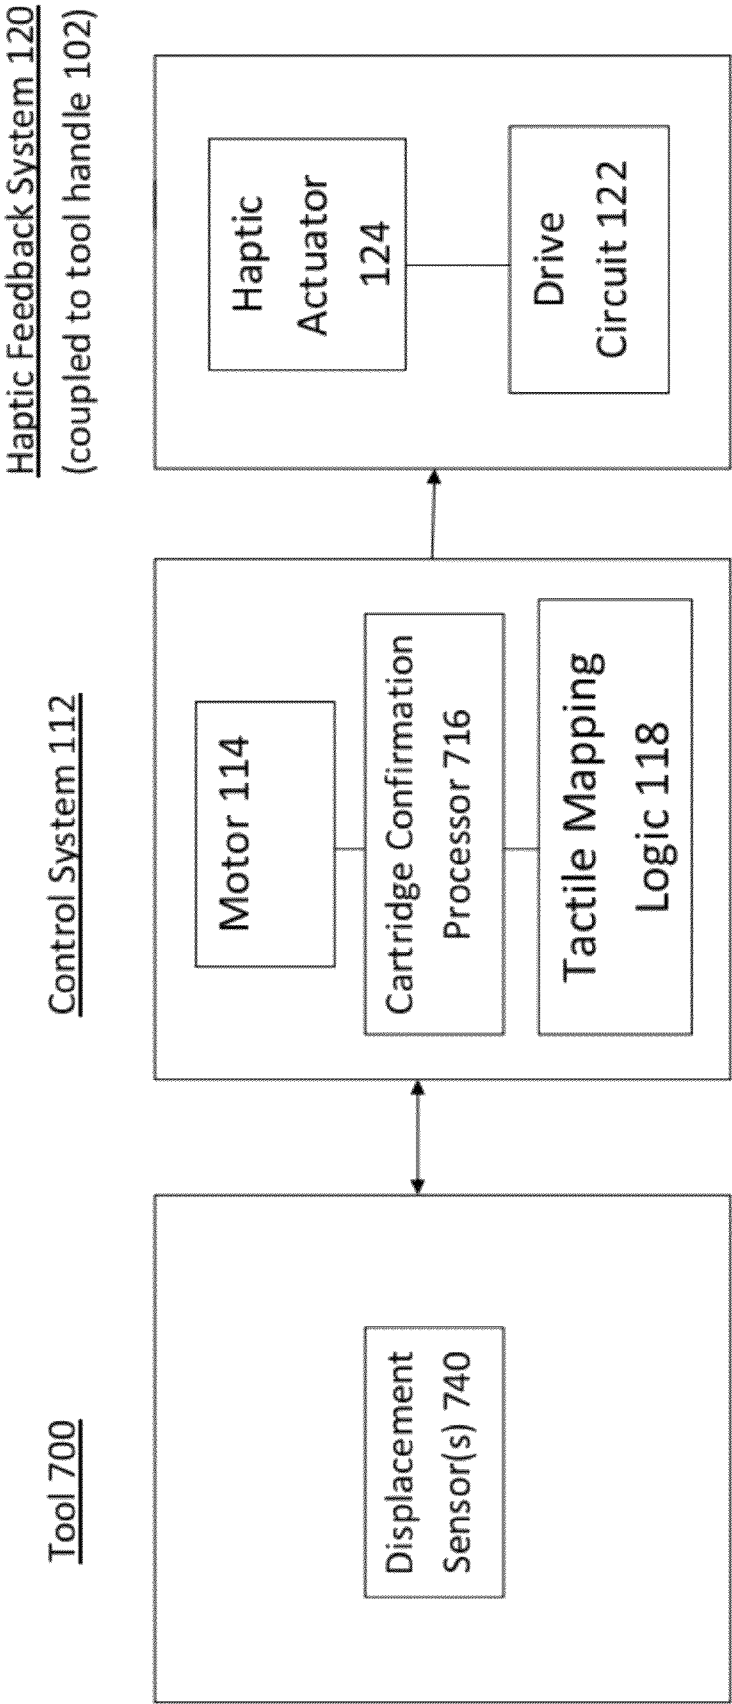 Tool 700
Displacement
Sensor(s) 740
Control System 112
Motor 114
Cartridge Confirmation
Processor 716
Tactile Mapping
Logic 118
Haptic Feedback System 120
(coupled to tool handle 102)
Haptic
Actuator
124
Drive
Circuit 122